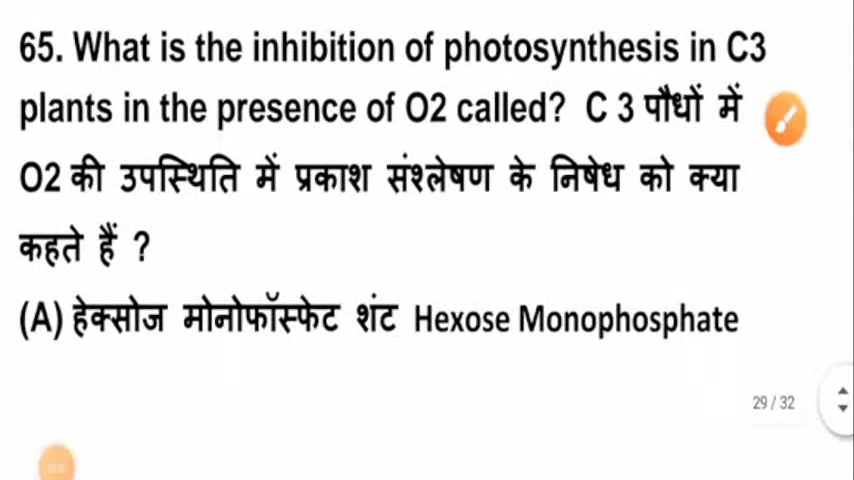 65. What is the inhibition of photosynthesis in C3
plants in the presence of O2 called? C 3 पौधों में
O2 की उपस्थिति में प्रकाश संश्लेषण के निषेध को क्या
कहते हैं ?
(A) हेक्सोज मोनोफॉस्फेट शंट Hexose Monophosphate
29 / 32